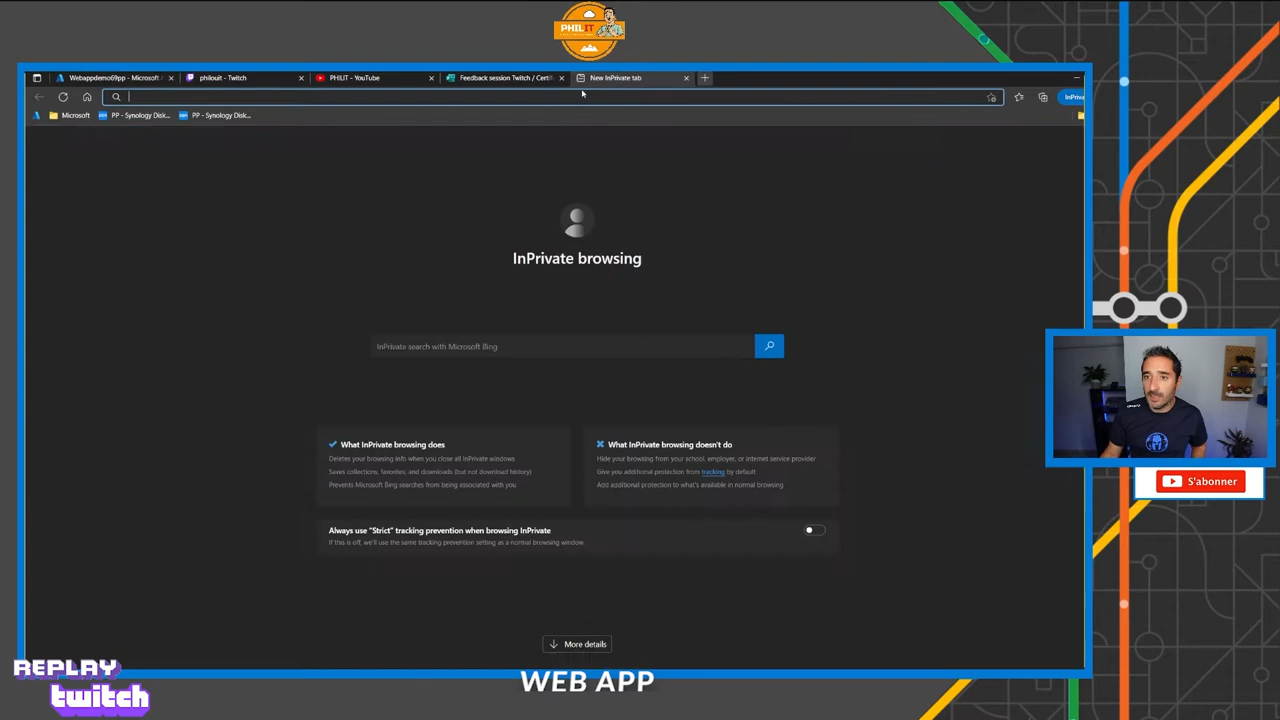 PHILIT
Webappdemo69pp - Microsoft
philouit - Twitch
PHILIT - YouTube
Feedback session Twitch / Certif
New InPrivate tab
InPriva
Microsoft
PP - Synology Disk...
PP - Synology Disk...
InPrivate browsing
InPrivate search with Microsoft Bing
What InPrivate browsing does
Deletes your browsing info when you close all InPrivate windows
Saves collections, favorites, and downloads (but not download history)
Prevents Microsoft Bing searches from being associated with you
What InPrivate browsing doesn't do
Hide your browsing from your school, employer, or internet service provider
Give you additional protection from tracking by default
Add additional protection to what's available in normal browsing
Always use "Strict" tracking prevention when browsing InPrivate
If this is off, we'll use the same tracking prevention setting as a normal browsing window
More details
S'abonner
REPLAY
twitch
WEB APP